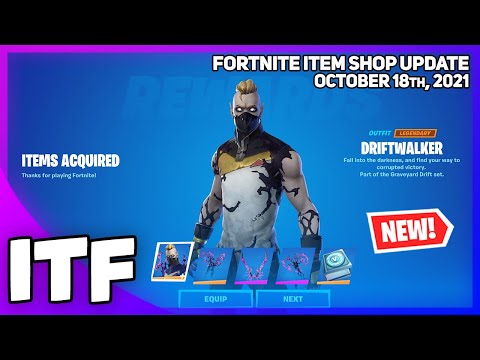 FORTNITE ITEM SHOP UPDATE
OCTOBER 18TH, 2021
REWARDS
ITEMS ACQUIRED
Thanks for playing Fortnite!
OUTFIT LEGENDARY
DRIFTWALKER
Fall into the darkness, and find your way to
corrupted victory.
Part of the Graveyard Drift set.
NEW!
ITF
EQUIP
NEXT